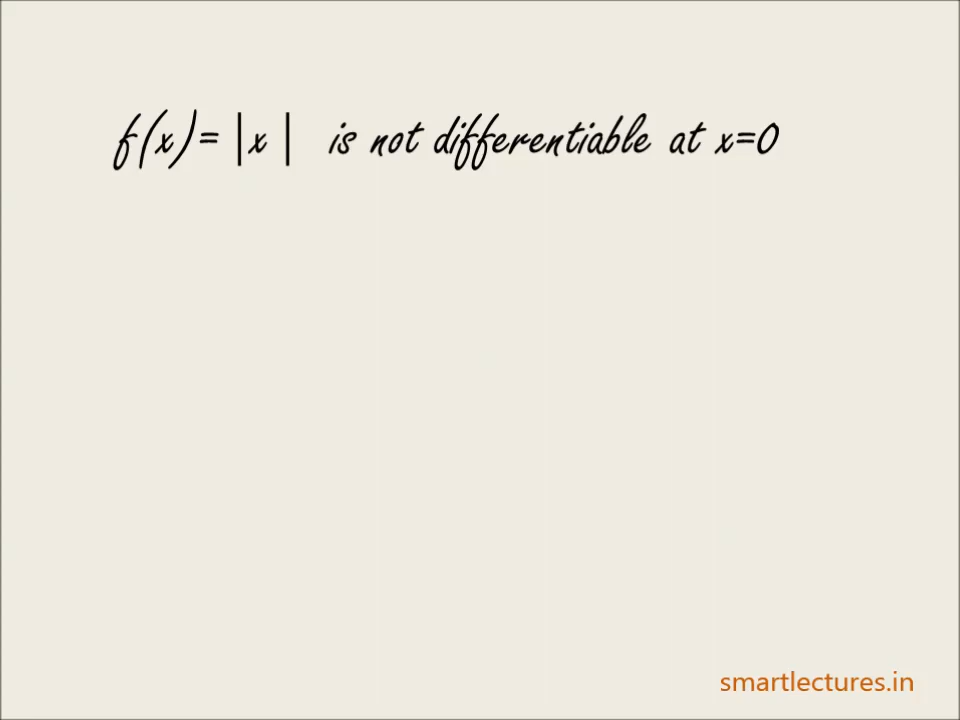 f(x)= |x | is not differentiable at x=0
smartlectures.in